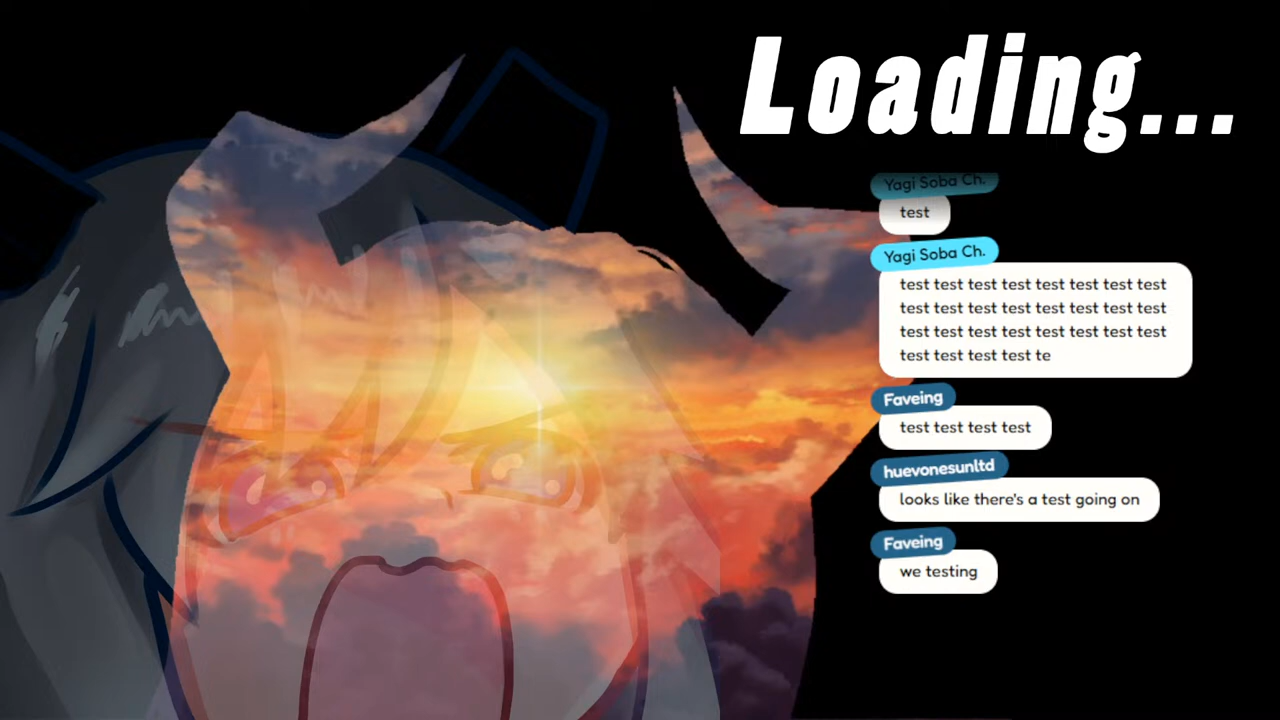 Loading...
Yagi Soba Ch.
test
Yagi Soba Ch.
test test test test test test test test
test test test test test test test test
test test test test test test test test
test test test test te
Faveing
test test test test
huevonesunltd
looks like there's a test going on
Faveing
we testing